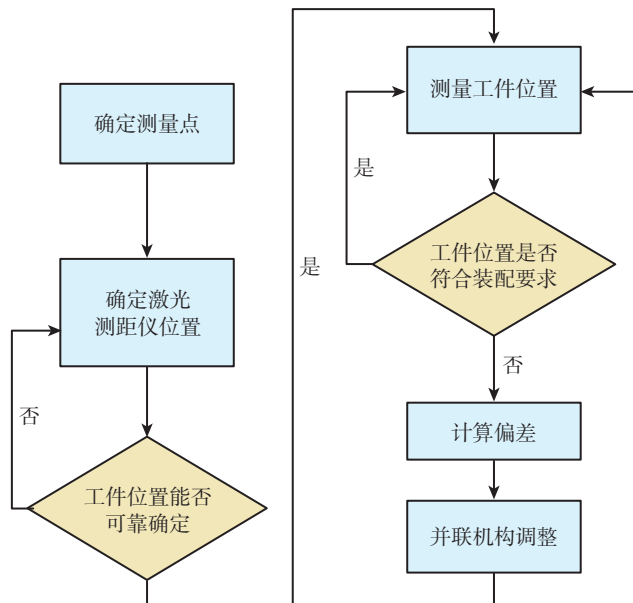 确定测量点
确定激光
测距仪位置
否
工件位置能否
可靠确定
是
测量工件位置
是
工件位置是否
符合装配要求
否
计算偏差
并联机构调整